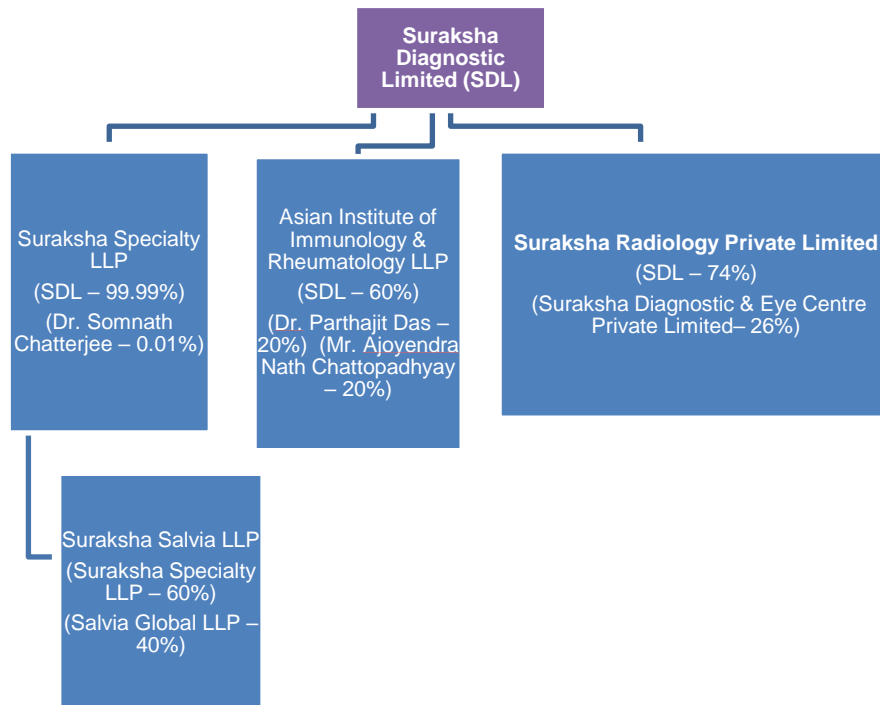 Suraksha
Diagnostic
Limited (SDL)
Suraksha Specialty
LLP
(SDL – 99.99%)
(Dr. Somnath
Chatterjee – 0.01%)
Asian Institute of
Immunology &
Rheumatology LLP
(SDL – 60%)
(Dr. Parthajit Das –
20%) (Mr. Ajoyendra
Nath Chattopadhyay
– 20%)
Suraksha Radiology Private Limited
(SDL – 74%)
(Suraksha Diagnostic & Eye Centre
Private Limited– 26%)
Suraksha Salvia LLP
(Suraksha Specialty
LLP – 60%)
(Salvia Global LLP –
40%)